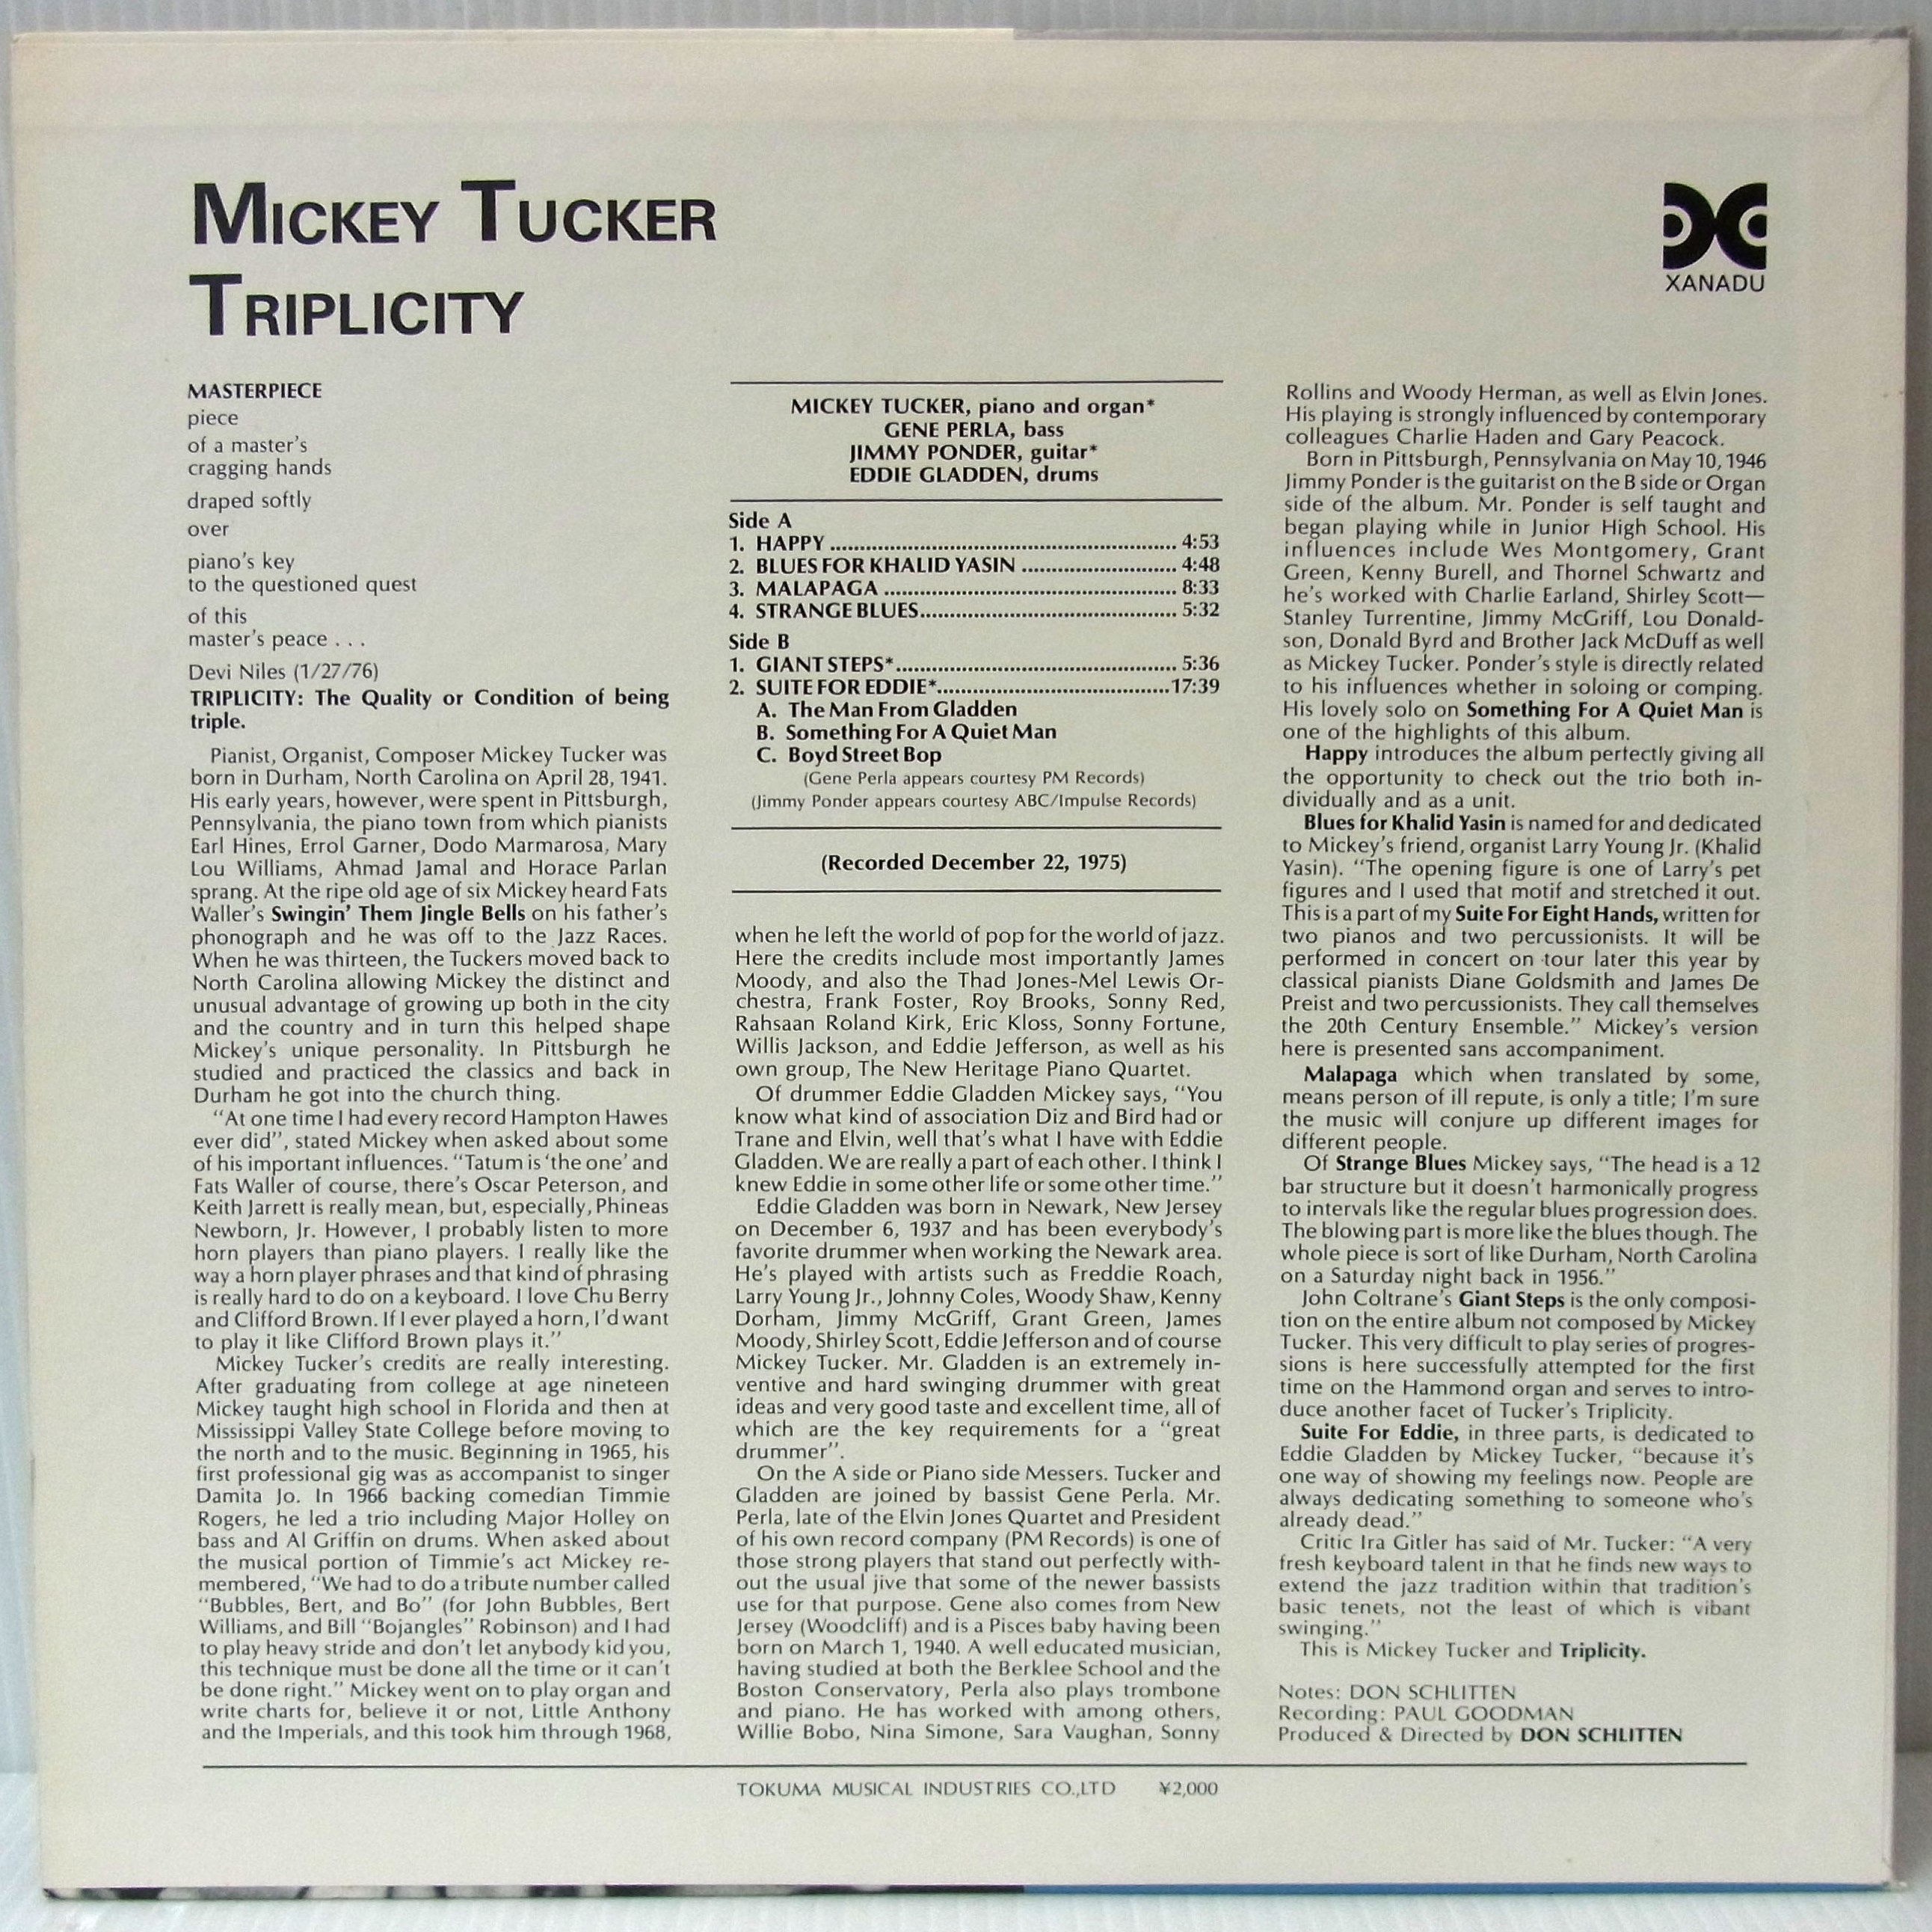 MICKEY TUCKER
TRIPLICITY
XANADU
MASTERPIECE
piece
of a master's
cragging hands
draped softly
over
piano's key
to the questioned quest
of this
master's peace . . .
Devi Niles (1/27/76)
TRIPLICITY: The Quality or Condition of being
triple.
Pianist, Organist, Composer Mickey Tucker was
born in Durham, North Carolina on April 28, 1941.
His early years, however, were spent in Pittsburgh,
Pennsylvania, the piano town from which pianists
Earl Hines, Errol Garner, Dodo Marmarosa, Mary
Lou Williams, Ahmad Jamal and Horace Parlan
sprang. At the ripe old age of six Mickey heard Fats
Waller's Swingin' Them Jingle Bells on his father's
phonograph and he was off to the Jazz Races.
When he was thirteen, the Tuckers moved back to
North Carolina allowing Mickey the distinct and
unusual advantage of growing up both in the city
and the country and in turn this helped shape
Mickey's unique personality. In Pittsburgh he
studied and practiced the classics and back in
Durham he got into the church thing.
"At one time I had every record Hampton Hawes
ever did", stated Mickey when asked about some
of his important influences. "Tatum is 'the one' and
Fats Waller of course, there's Oscar Peterson, and
Keith Jarrett is really mean, but, especially, Phineas
Newborn, Jr. However, I probably listen to more
horn players than piano players. I really like the
way a horn player phrases and that kind of phrasing
is really hard to do on a keyboard. I love Chu Berry
and Clifford Brown. If I ever played a horn, I'd want
to play it like Clifford Brown plays it."
Mickey Tucker's credits are really interesting.
After graduating from college at age nineteen
Mickey taught high school in Florida and then at
Mississippi Valley State College before moving to
the north and to the music. Beginning in 1965, his
first professional gig was as accompanist to singer
Damita Jo. In 1966 backing comedian Timmie
Rogers, he led a trio including Major Holley on
bass and Al Griffin on drums. When asked about
the musical portion of Timmie's act Mickey re-
membered, "We had to do a tribute number called
"Bubbles, Bert, and Bo" (for John Bubbles, Bert
Williams, and Bill "Bojangles" Robinson) and I had
to play heavy stride and don't let anybody kid you,
this technique must be done all the time or it can't
be done right." Mickey went on to play organ and
write charts for, believe it or not, Little Anthony
and the Imperials, and this took him through 1968,
MICKEY TUCKER, piano and organ*
GENE PERLA, bass
JIMMY PONDER, guitar*
EDDIE GLADDEN, drums
Side A
1. HAPPY ........ 4:53
2. BLUES FOR KHALID YASIN ........ 4:48
3. MALAPAGA ........ 8:33
4. STRANGE BLUES ........ 5:32
Side B
1. GIANT STEPS* ........ 5:36
2. SUITE FOR EDDIE* ........ 17:39
A. The Man From Gladden
B. Something For A Quiet Man
C. Boyd Street Bop
(Gene Perla appears courtesy PM Records)
(Jimmy Ponder appears courtesy ABC/Impulse Records)
(Recorded December 22, 1975)
when he left the world of pop for the world of jazz.
Here the credits include most importantly James
Moody, and also the Thad Jones-Mel Lewis Or-
chestra, Frank Foster, Roy Brooks, Sonny Red,
Rahsaan Roland Kirk, Eric Kloss, Sonny Fortune,
Willis Jackson, and Eddie Jefferson, as well as his
own group, The New Heritage Piano Quartet.
Of drummer Eddie Gladden Mickey says, "You
know what kind of association Diz and Bird had or
Trane and Elvin, well that's what I have with Eddie
Gladden. We are really a part of each other. I think I
knew Eddie in some other life or some other time."
Eddie Gladden was born in Newark, New Jersey
on December 6, 1937 and has been everybody's
favorite drummer when working the Newark area.
He's played with artists such as Freddie Roach,
Larry Young Jr., Johnny Coles, Woody Shaw, Kenny
Dorham, Jimmy McGriff, Grant Green, James
Moody, Shirley Scott, Eddie Jefferson and of course
Mickey Tucker. Mr. Gladden is an extremely in-
ventive and hard swinging drummer with great
ideas and very good taste and excellent time, all of
which are the key requirements for a "great
drummer".
On the A side or Piano side Messers. Tucker and
Gladden are joined by bassist Gene Perla. Mr.
Perla, late of the Elvin Jones Quartet and President
of his own record company (PM Records) is one of
those strong players that stand out perfectly with-
out the usual jive that some of the newer bassists
use for that purpose. Gene also comes from New
Jersey (Woodcliff) and is a Pisces baby having been
born on March 1, 1940. A well educated musician,
having studied at both the Berklee School and the
Boston Conservatory, Perla also plays trombone
and piano. He has worked with among others,
Willie Bobo, Nina Simone, Sara Vaughan, Sonny
Rollins and Woody Herman, as well as Elvin Jones.
His playing is strongly influenced by contemporary
colleagues Charlie Haden and Gary Peacock.
Born in Pittsburgh, Pennsylvania on May 10, 1946
Jimmy Ponder is the guitarist on the B side or Organ
side of the album. Mr. Ponder is self taught and
began playing while in Junior High School. His
influences include Wes Montgomery, Grant
Green, Kenny Burell, and Thornel Schwartz and
he's worked with Charlie Earland, Shirley Scott—
Stanley Turrentine, Jimmy McGriff, Lou Donald-
son, Donald Byrd and Brother Jack McDuff as well
as Mickey Tucker. Ponder's style is directly related
to his influences whether in soloing or comping.
His lovely solo on Something For A Quiet Man is
one of the highlights of this album.
Happy introduces the album perfectly giving all
the opportunity to check out the trio both in-
dividually and as a unit.
Blues for Khalid Yasin is named for and dedicated
to Mickey's friend, organist Larry Young Jr. (Khalid
Yasin). "The opening figure is one of Larry's pet
figures and I used that motif and stretched it out.
This is a part of my Suite For Eight Hands, written for
two pianos and two percussionists. It will be
performed in concert on tour later this year by
classical pianists Diane Goldsmith and James De
Preist and two percussionists. They call themselves
the 20th Century Ensemble." Mickey's version
here is presented sans accompaniment.
Malapaga which when translated by some,
means person of ill repute, is only a title; I'm sure
the music will conjure up different images for
different people.
Of Strange Blues Mickey says, "The head is a 12
bar structure but it doesn't harmonically progress
to intervals like the regular blues progression does.
The blowing part is more like the blues though. The
whole piece is sort of like Durham, North Carolina
on a Saturday night back in 1956."
John Coltrane's Giant Steps is the only composi-
tion on the entire album not composed by Mickey
Tucker. This very difficult to play series of progres-
sions is here successfully attempted for the first
time on the Hammond organ and serves to intro-
duce another facet of Tucker's Triplicity.
Suite For Eddie, in three parts, is dedicated to
Eddie Gladden by Mickey Tucker, "because it's
one way of showing my feelings now. People are
always dedicating something to someone who's
already dead."
Critic Ira Gitler has said of Mr. Tucker: "A very
fresh keyboard talent in that he finds new ways to
extend the jazz tradition within that tradition's
basic tenets, not the least of which is vibant
swinging."
This is Mickey Tucker and Triplicity.
Notes: DON SCHLITTEN
Recording: PAUL GOODMAN
Produced & Directed by DON SCHLITTEN
TOKUMA MUSICAL INDUSTRIES CO.,LTD ¥2,000